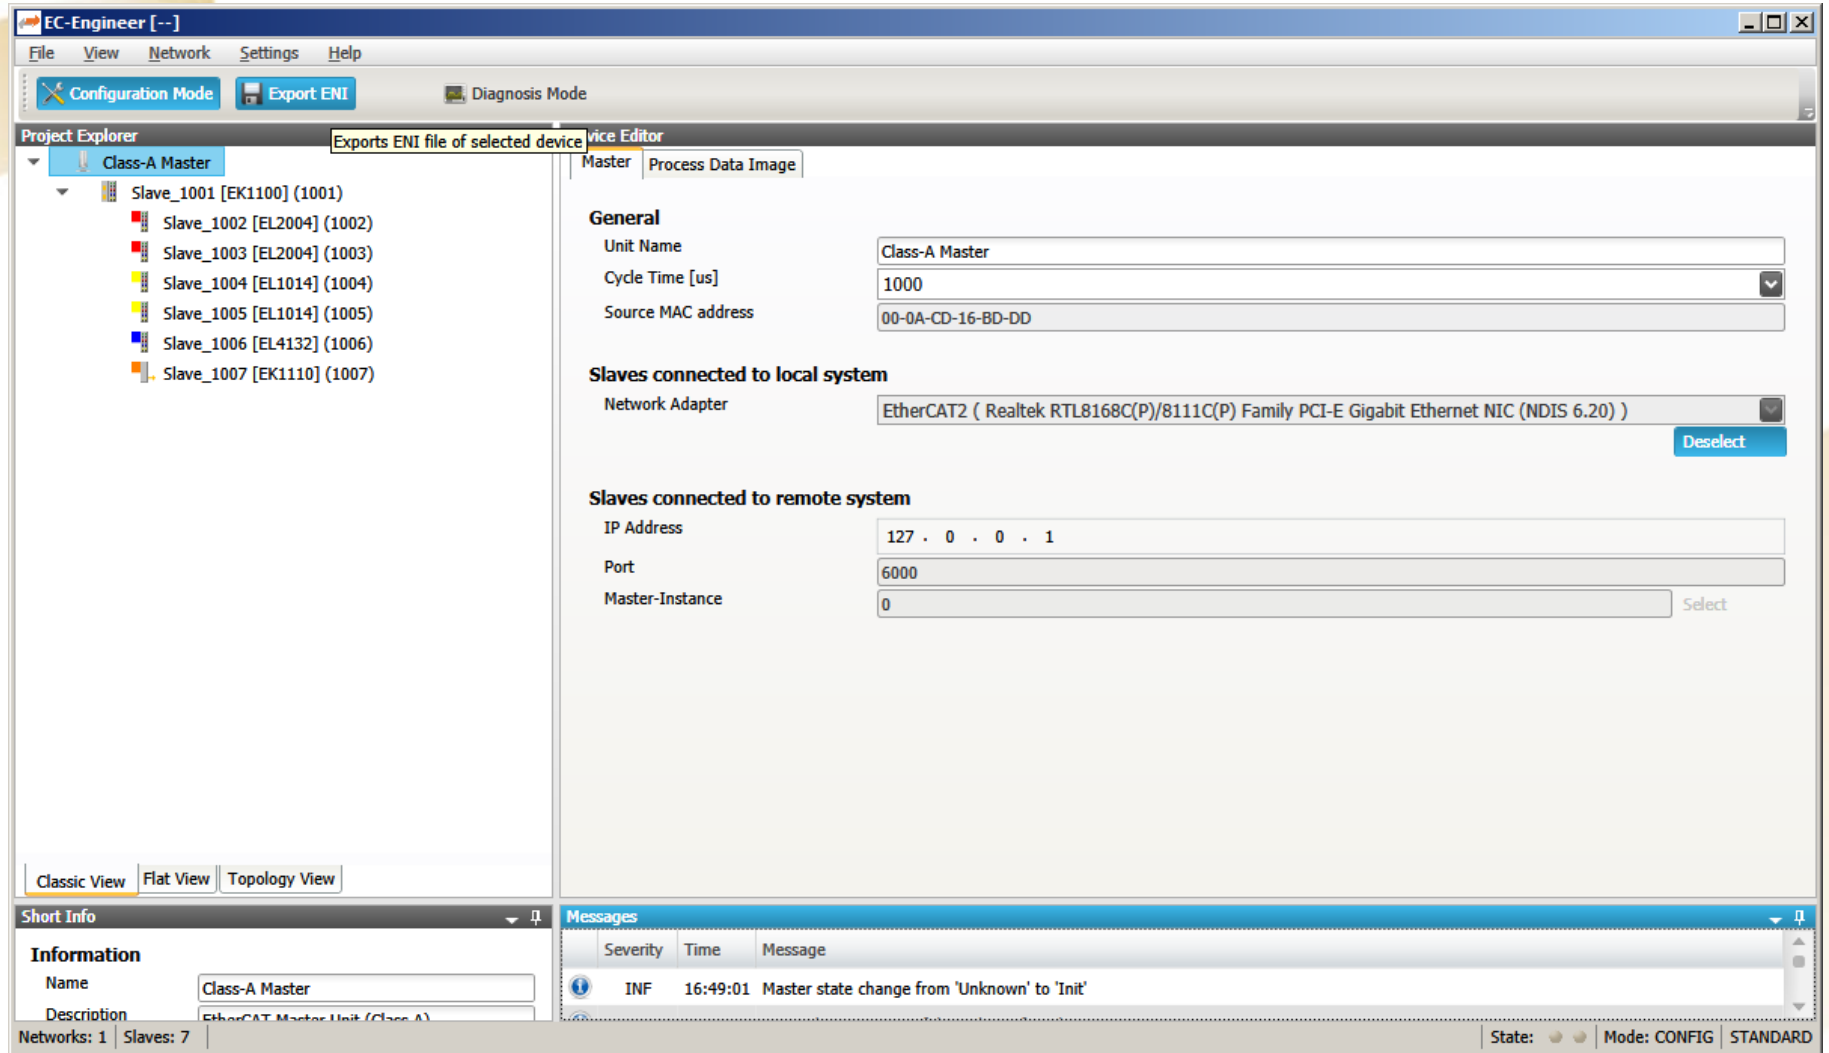 EC-Engineer [--]
File View Network Settings Help
Configuration Mode Export ENI Diagnosis Mode
Project Explorer
Exports ENI file of selected device
vice Editor
Class-A Master
Slave_1001 [EK1100] (1001)
Slave_1002 [EL2004] (1002)
Slave_1003 [EL2004] (1003)
Slave_1004 [EL1014] (1004)
Slave_1005 [EL1014] (1005)
Slave_1006 [EL4132] (1006)
Slave_1007 [EK1110] (1007)
Classic View Flat View Topology View
Master Process Data Image
General
Unit Name Class-A Master
Cycle Time [us] 1000
Source MAC address 00-0A-CD-16-BD-DD
Slaves connected to local system
Network Adapter EtherCAT2 ( Realtek RTL8168C(P)/8111C(P) Family PCI-E Gigabit Ethernet NIC (NDIS 6.20) )
Deselect
Slaves connected to remote system
IP Address 127 . 0 . 0 . 1
Port 6000
Master-Instance 0 Select
Short Info
Information
Name Class-A Master
Description EtherCAT Master Unit (Class A)
Messages
Severity Time Message
INF 16:49:01 Master state change from 'Unknown' to 'Init'
Networks: 1 Slaves: 7
State: Mode: CONFIG STANDARD